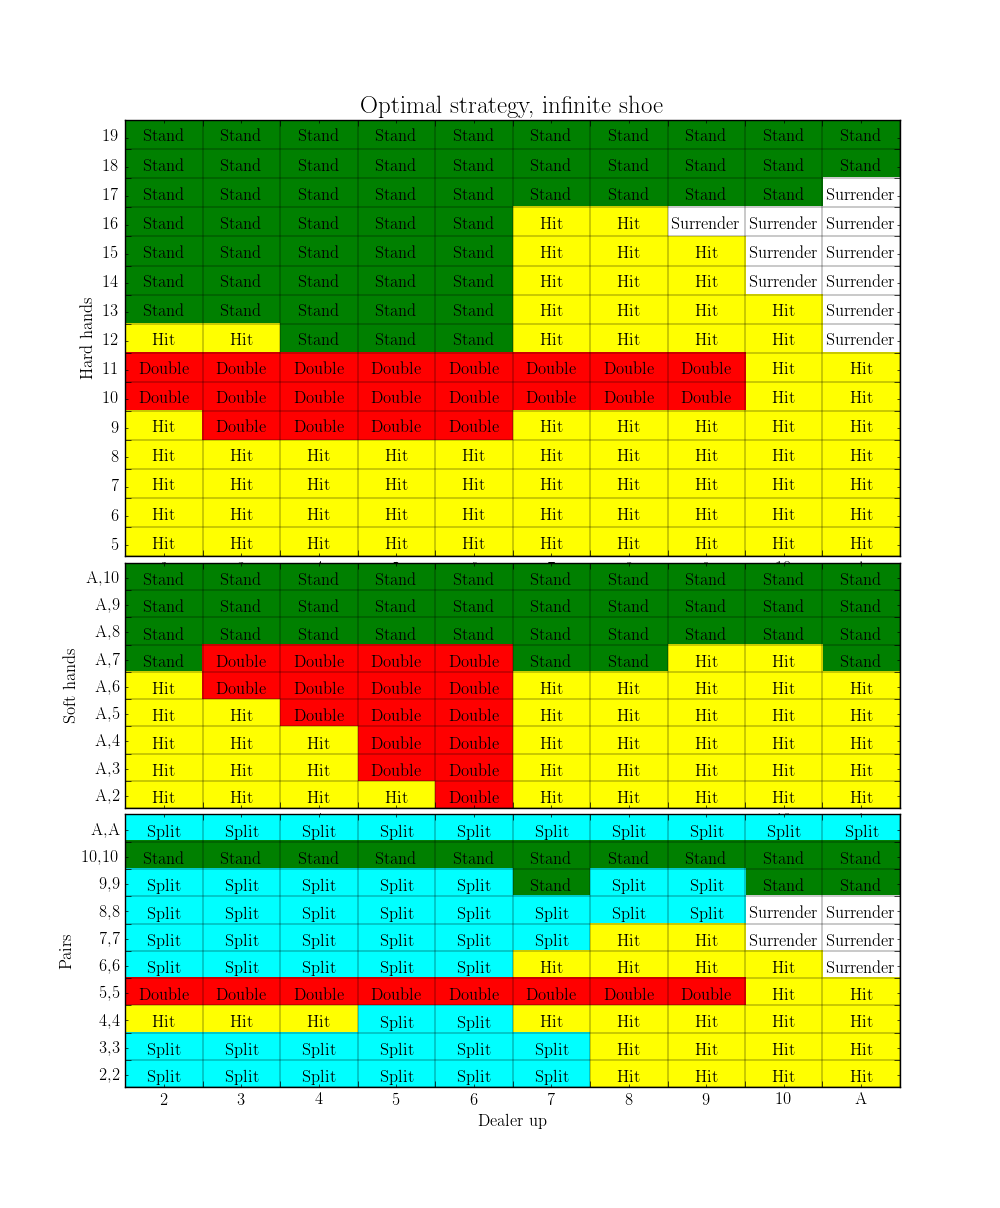 Optimal strategy, infinite shoe
19 Stand Stand Stand Stand Stand Stand Stand Stand Stand Stand
18 Stand Stand Stand Stand Stand Stand Stand Stand Stand Stand
17 Stand Stand Stand Stand Stand Stand Stand Stand Stand Surrender
16 Stand Stand Stand Stand Stand Hit Hit Surrender Surrender Surrender
15 Stand Stand Stand Stand Stand Hit Hit Hit Surrender Surrender
14 Stand Stand Stand Stand Stand Hit Hit Hit Surrender Surrender
13 Stand Stand Stand Stand Stand Hit Hit Hit Hit Surrender
12 Hit Hit Stand Stand Stand Hit Hit Hit Hit Surrender
11 Double Double Double Double Double Double Double Double Hit Hit
10 Double Double Double Double Double Double Double Double Hit Hit
9 Hit Double Double Double Double Hit Hit Hit Hit Hit
8 Hit Hit Hit Hit Hit Hit Hit Hit Hit Hit
7 Hit Hit Hit Hit Hit Hit Hit Hit Hit Hit
6 Hit Hit Hit Hit Hit Hit Hit Hit Hit Hit
5 Hit Hit Hit Hit Hit Hit Hit Hit Hit Hit
Hard hands
A,10 Stand Stand Stand Stand Stand Stand Stand Stand Stand Stand
A,9 Stand Stand Stand Stand Stand Stand Stand Stand Stand Stand
A,8 Stand Stand Stand Stand Stand Stand Stand Stand Stand Stand
A,7 Stand Double Double Double Double Stand Stand Hit Hit Stand
A,6 Hit Double Double Double Double Hit Hit Hit Hit Hit
A,5 Hit Hit Double Double Double Hit Hit Hit Hit Hit
A,4 Hit Hit Hit Double Double Hit Hit Hit Hit Hit
A,3 Hit Hit Hit Double Double Hit Hit Hit Hit Hit
A,2 Hit Hit Hit Hit Double Hit Hit Hit Hit Hit
Soft hands
A,A Split Split Split Split Split Split Split Split Split Split
10,10 Stand Stand Stand Stand Stand Stand Stand Stand Stand Stand
9,9 Split Split Split Split Split Stand Split Split Stand Stand
8,8 Split Split Split Split Split Split Split Split Surrender Surrender
7,7 Split Split Split Split Split Split Hit Hit Surrender Surrender
6,6 Split Split Split Split Split Hit Hit Hit Hit Surrender
5,5 Double Double Double Double Double Double Double Double Hit Hit
4,4 Hit Hit Hit Split Split Hit Hit Hit Hit Hit
3,3 Split Split Split Split Split Split Hit Hit Hit Hit
2,2 Split Split Split Split Split Split Hit Hit Hit Hit
Pairs
2 3 4 5 6 7 8 9 10 A
Dealer up